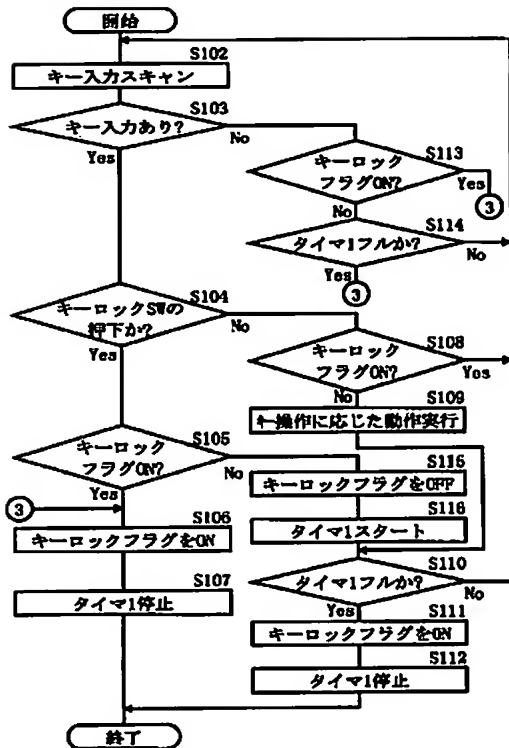 開始
S102
キー入力スキャン
S103
キー入力あり?
No
Yes
S113
キーロック
フラグON?
Yes
3
No
S114
タイマ1フルか?
No
Yes
3
S104
キーロックSWの
押下か?
No
Yes
S108
キーロック
フラグON?
Yes
No
S109
キー操作に応じた動作実行
S105
キーロック
フラグON?
No
Yes
S115
キーロックフラグをOFF
3
S106
キーロックフラグをON
S116
タイマ1スタート
S107
タイマ1停止
S110
タイマ1フルか?
No
Yes
S111
キーロックフラグをON
S112
タイマ1停止
終了